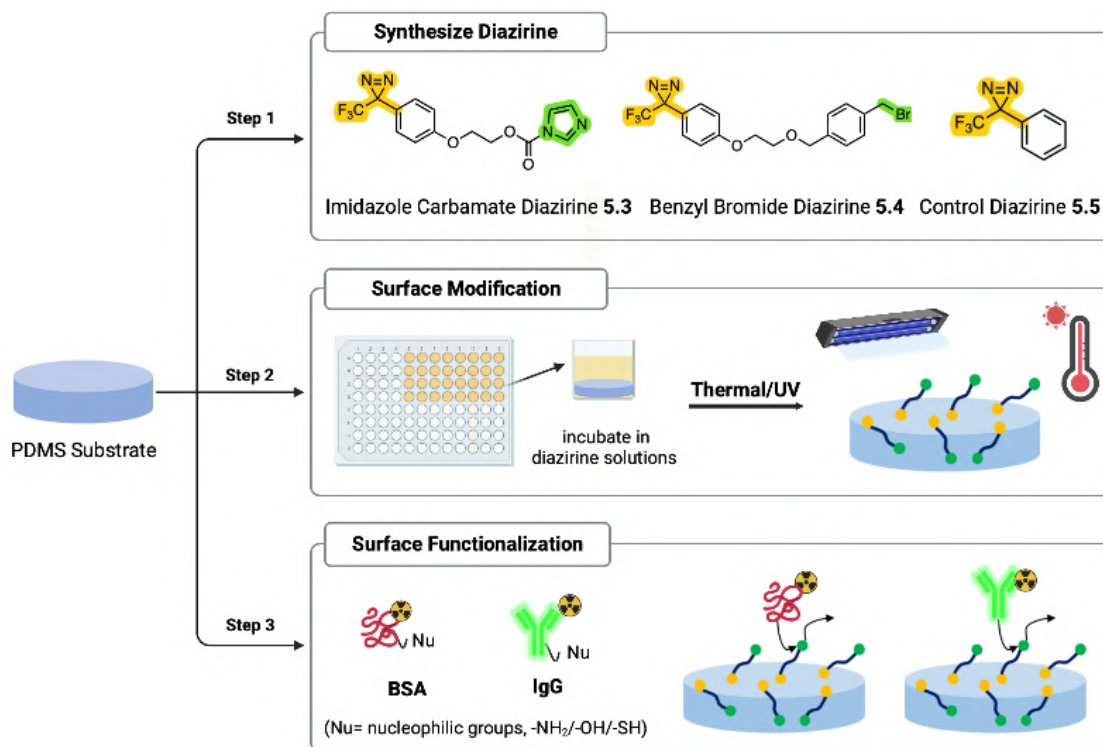 Synthesize Diazirine
Step 1
N=N
F₃C
O
O
O
N
N
N=N
F₃C
O
O
Br
N=N
F₃C
Imidazole Carbamate Diazirine 5.3
Benzyl Bromide Diazirine 5.4
Control Diazirine 5.5
Surface Modification
Step 2
PDMS Substrate
incubate in
diazirine solutions
Thermal/UV
Surface Functionalization
Step 3
Nu
BSA
Nu
IgG
(Nu= nucleophilic groups, -NH₂/-OH/-SH)